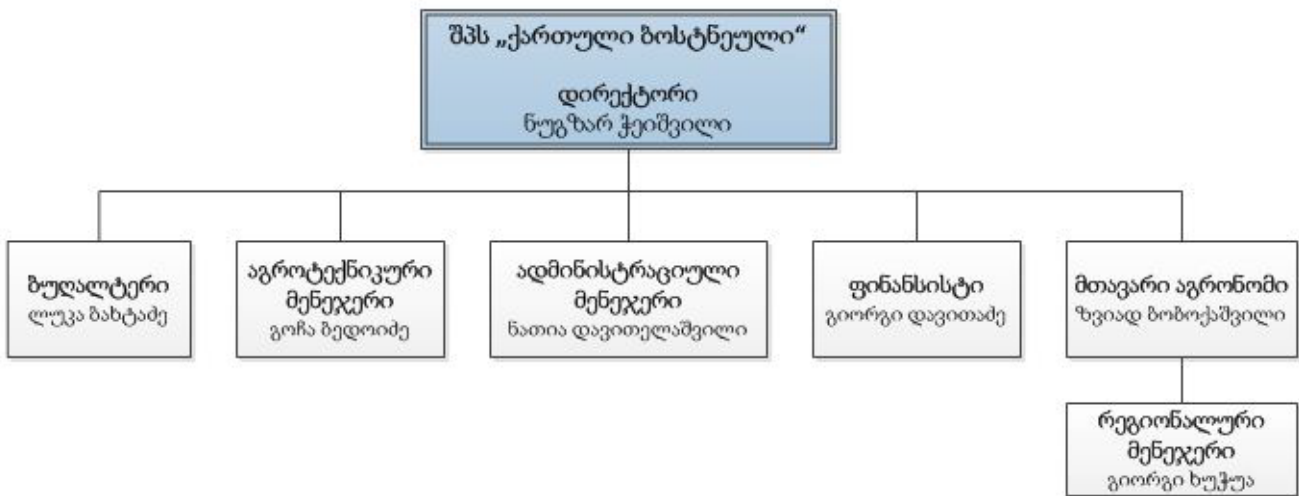 შპს „ქართული ბოსტნეული“
დირექტორი
ნუგზარ ჭეიშვილი
ბუღალტერი
ლუკა ბახტაძე
აგროტექნიკური
მენეჯერი
გოჩა ბედოიძე
ადმინისტრაციული
მენეჯერი
ნათია დავითელაშვილი
ფინანსისტი
გიორგი დავითაძე
მთავარი აგრონომი
ზვიად ბობოქაშვილი
რეგიონალური
მენეჯერი
გიორგი ხუჭუა